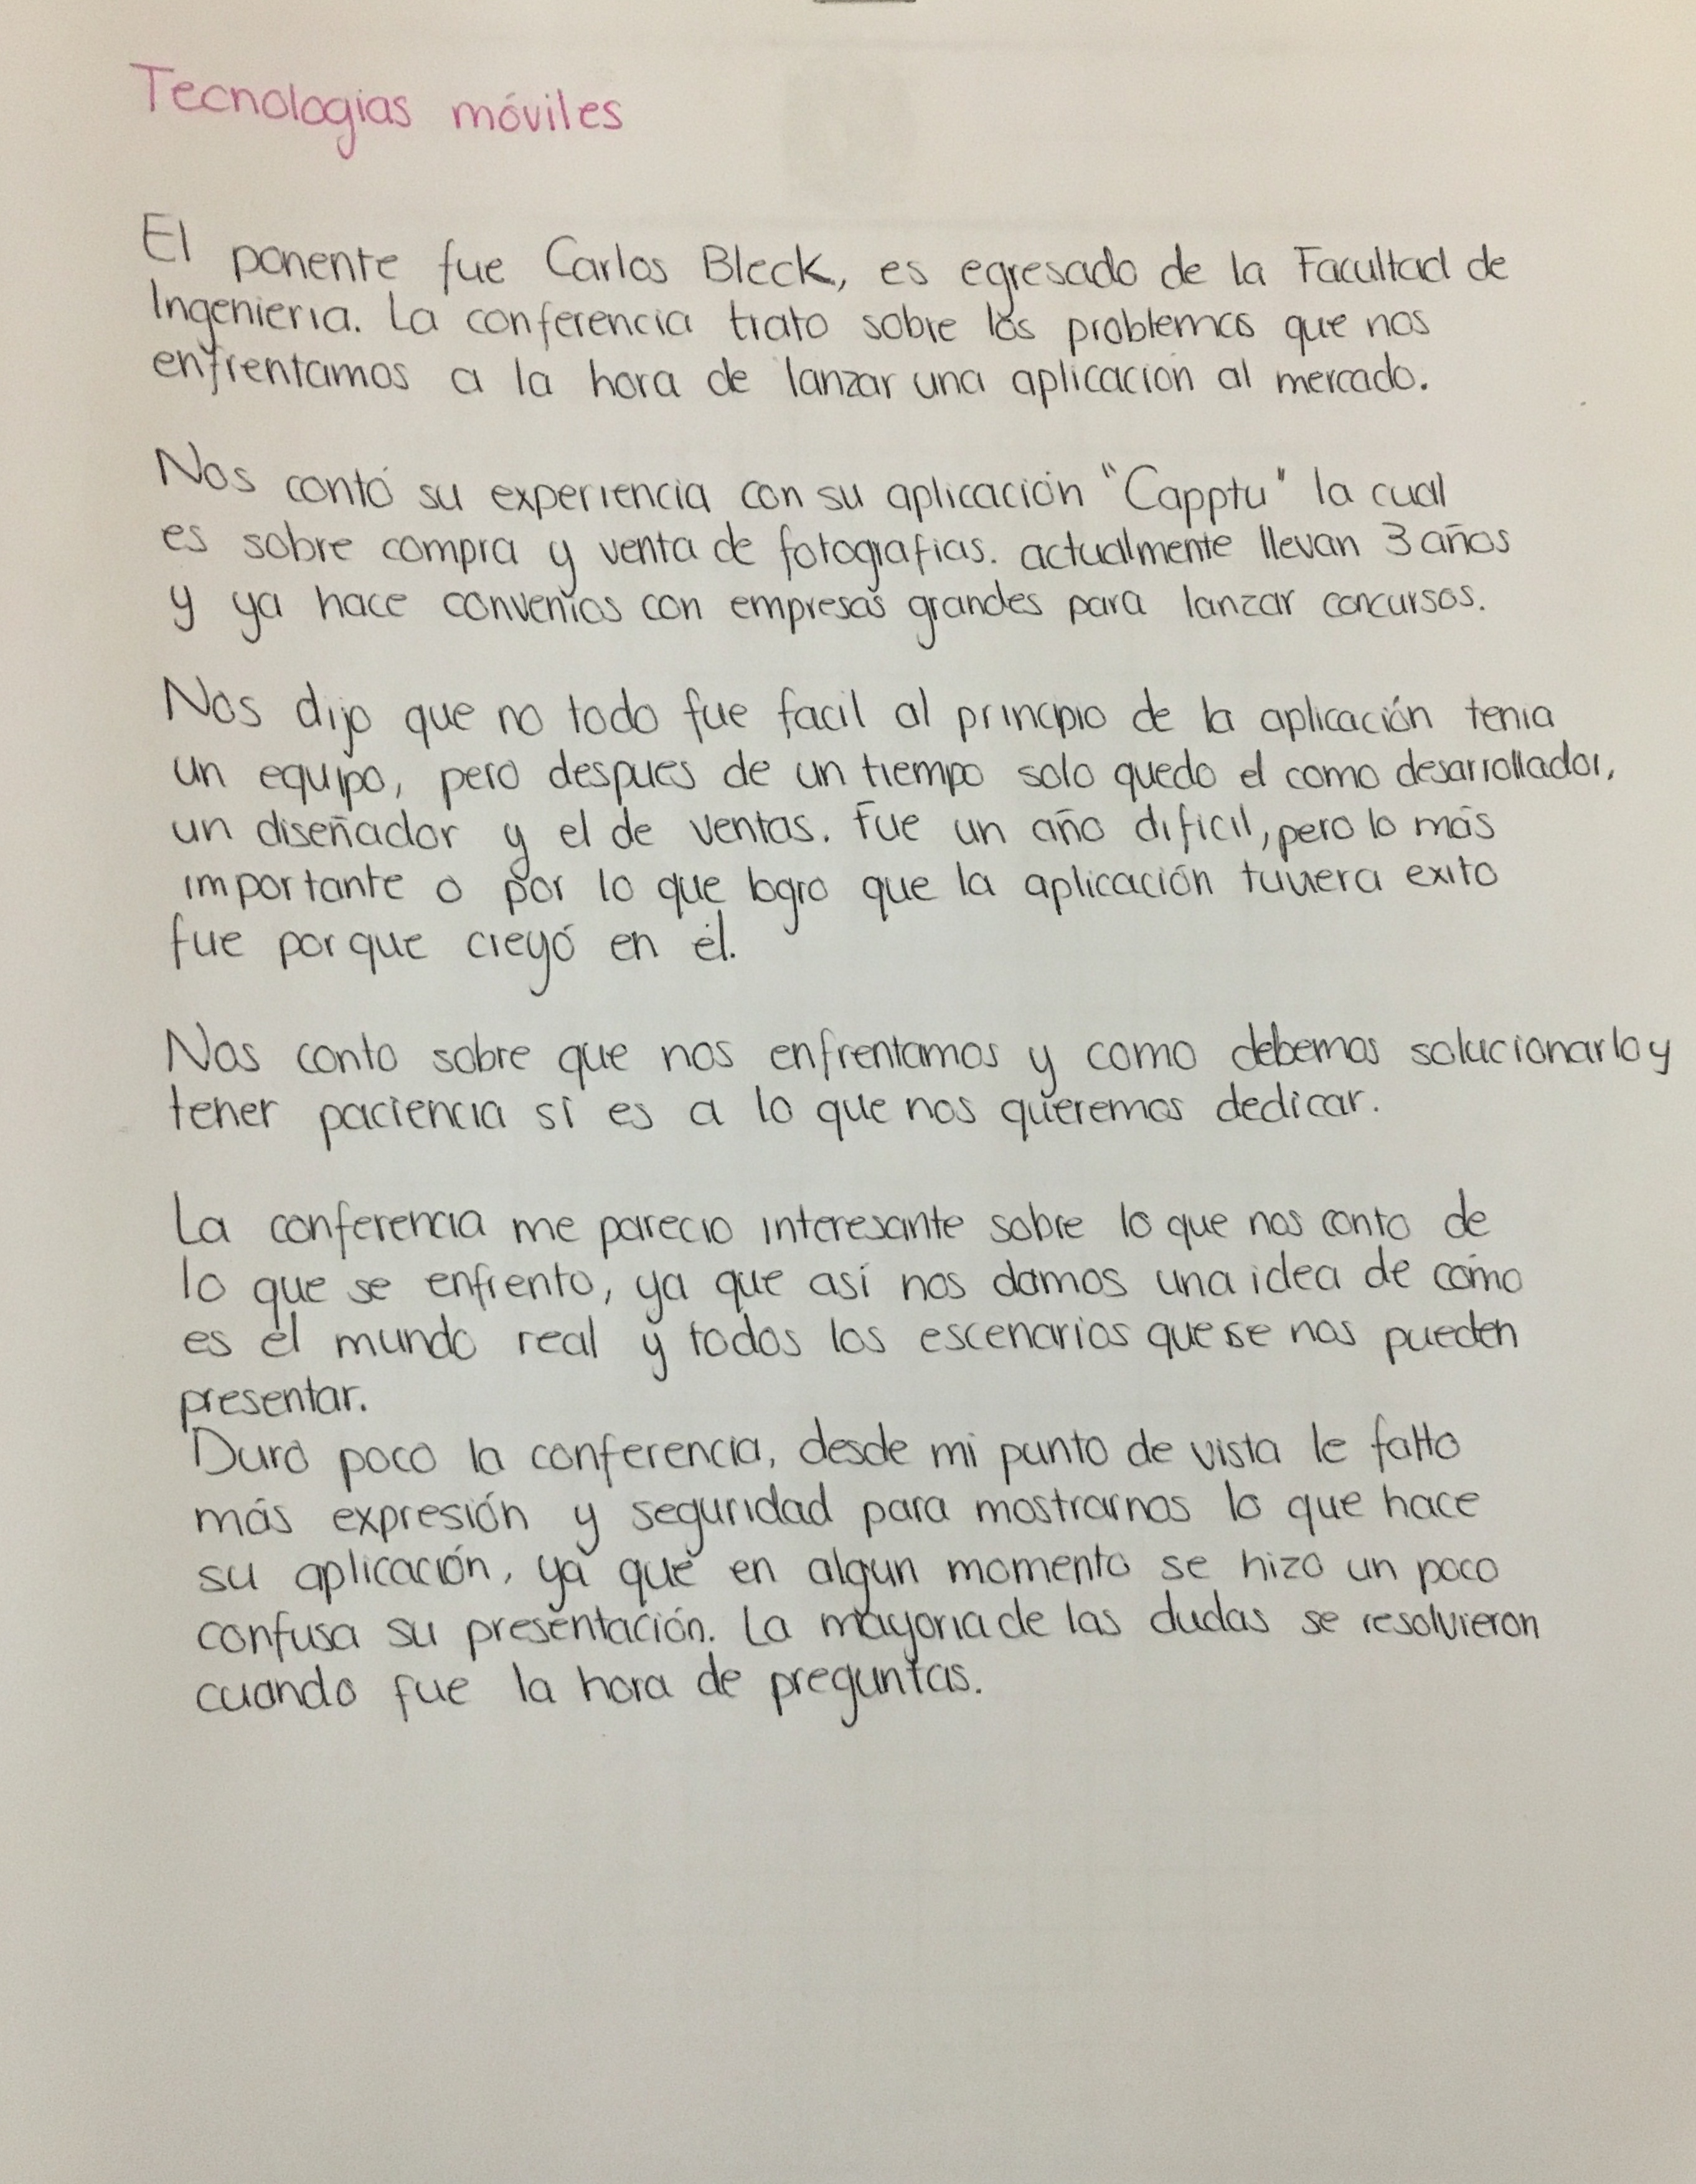 Tecnologias móviles
El ponente fue Carlos Bleck, es egresado de la Facultad de
Ingenieria. La conferencia trato sobre los problemas que nos
enfrentamos a la hora de lanzar una aplicación al mercado.
Nos contó su experiencia con su aplicación "Capptu" la cual
es sobre compra y venta de fotografias. actualmente llevan 3 años
y ya hace convenios con empresas grandes para lanzar concursos.
Nos dijo que no todo fue facil al principio de la aplicación tenia
un equipo, pero despues de un tiempo solo quedo el como desarrollador,
un diseñador y el de ventas. Fue un año dificil, pero lo más
importante o por lo que logro que la aplicación tuviera exito
fue porque creyó en él.
Nos conto sobre que nos enfrentamos y como debemos solucionarlo y
tener paciencia si es a lo que nos queremos dedicar.
La conferencia me parecio interesante sobre lo que nos conto de
lo que se enfrento, ya que así nos damos una idea de cómo
es el mundo real y todos los escenarios que se nos pueden
presentar.
Duró poco la conferencia, desde mi punto de vista le falto
más expresión y seguridad para mostrarnos lo que hace
su aplicación, ya que en algun momento se hizo un poco
confusa su presentación. La mayoria de las dudas se resolvieron
cuando fue la hora de preguntas.